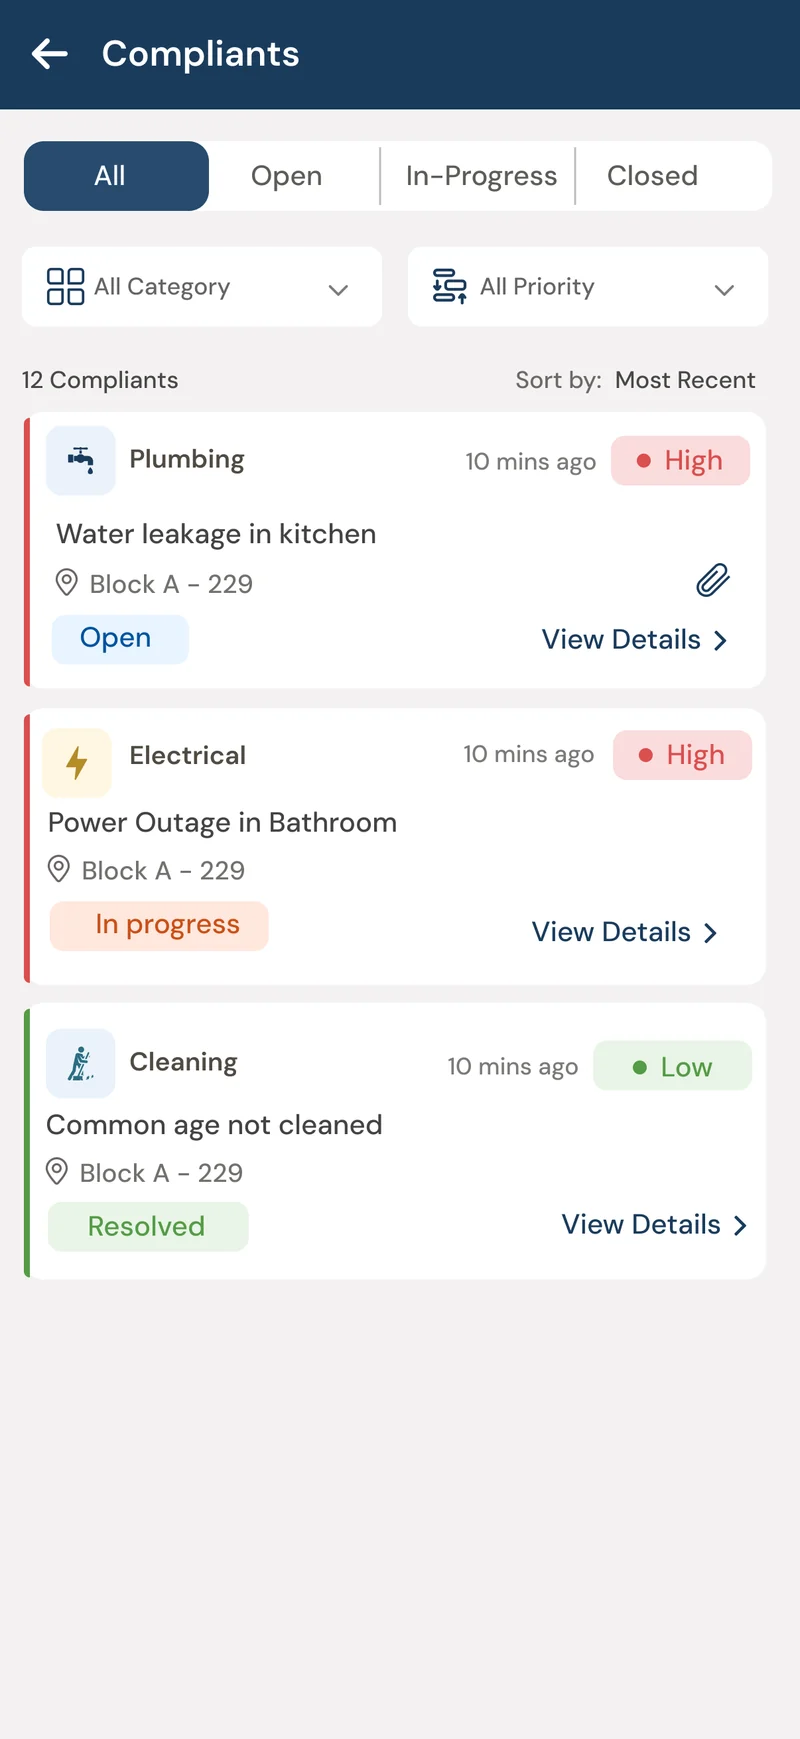 Compliants
All
Open
In-Progress
Closed
All Category
All Priority
12 Compliants
Sort by: Most Recent
Plumbing
10 mins ago
High
Water leakage in kitchen
Block A - 229
Open
View Details
Electrical
10 mins ago
High
Power Outage in Bathroom
Block A - 229
In progress
View Details
Cleaning
10 mins ago
Low
Common age not cleaned
Block A - 229
Resolved
View Details